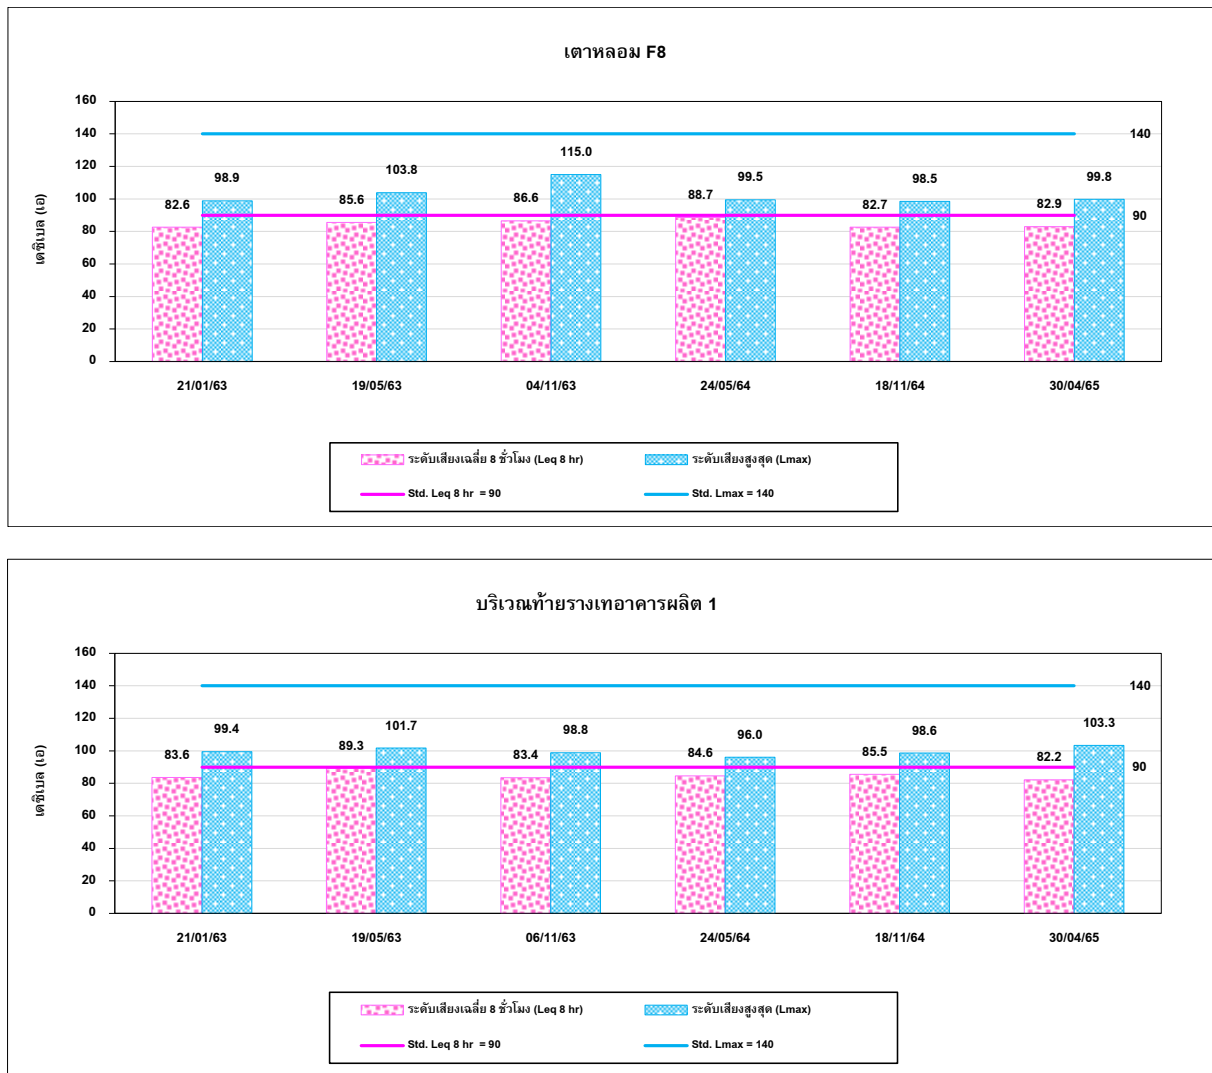 เตาหลอม F8
160
140
120
100
80
60
40
20
0
เดซิเบล (เอ)
140
90
82.6 98.9 85.6 103.8 86.6 115.0 88.7 99.5 82.7 98.5 82.9 99.8
21/01/63 19/05/63 04/11/63 24/05/64 18/11/64 30/04/65
ระดับเสียงเฉลี่ย 8 ชั่วโมง (Leq 8 hr) ระดับเสียงสูงสุด (Lmax)
Std. Leq 8 hr = 90 Std. Lmax = 140
บริเวณท้ายรางเทอาคารผลิต 1
160
140
120
100
80
60
40
20
0
เดซิเบล (เอ)
140
90
83.6 99.4 89.3 101.7 83.4 98.8 84.6 96.0 85.5 98.6 82.2 103.3
21/01/63 19/05/63 06/11/63 24/05/64 18/11/64 30/04/65
ระดับเสียงเฉลี่ย 8 ชั่วโมง (Leq 8 hr) ระดับเสียงสูงสุด (Lmax)
Std. Leq 8 hr = 90 Std. Lmax = 140